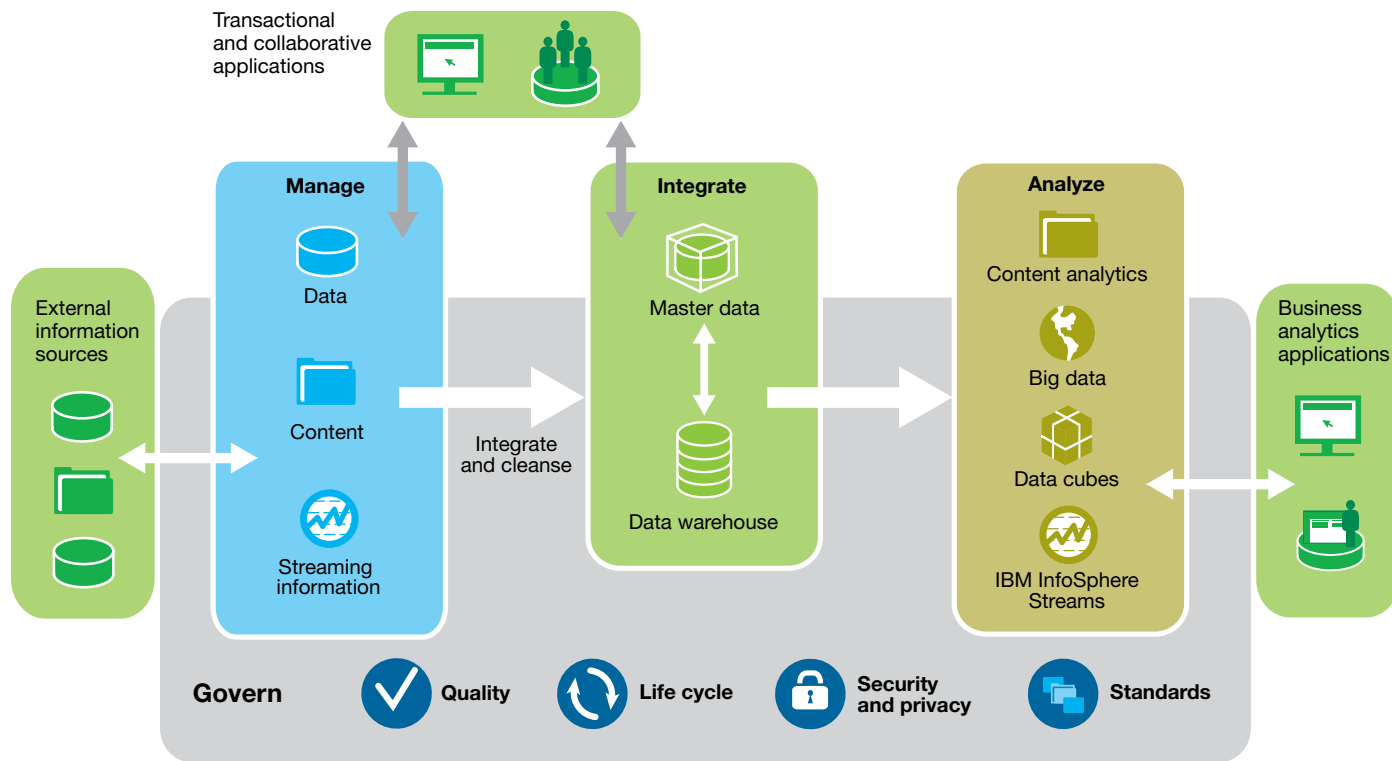 Transactional
and collaborative
applications
Manage
Data
Content
Streaming
information
Integrate
Master data
Data warehouse
Analyze
Content analytics
Big data
Data cubes
IBM InfoSphere
Streams
External
information
sources
Integrate
and cleanse
Business
analytics
applications
Govern
Quality
Life cycle
Security
and privacy
Standards